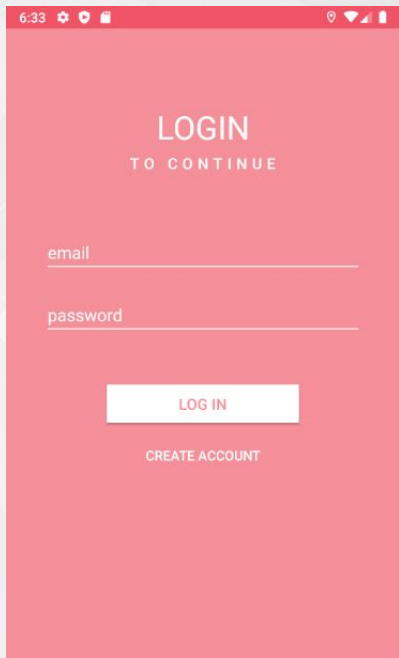 6:33
LOGIN
TO CONTINUE
email
password
LOG IN
CREATE ACCOUNT